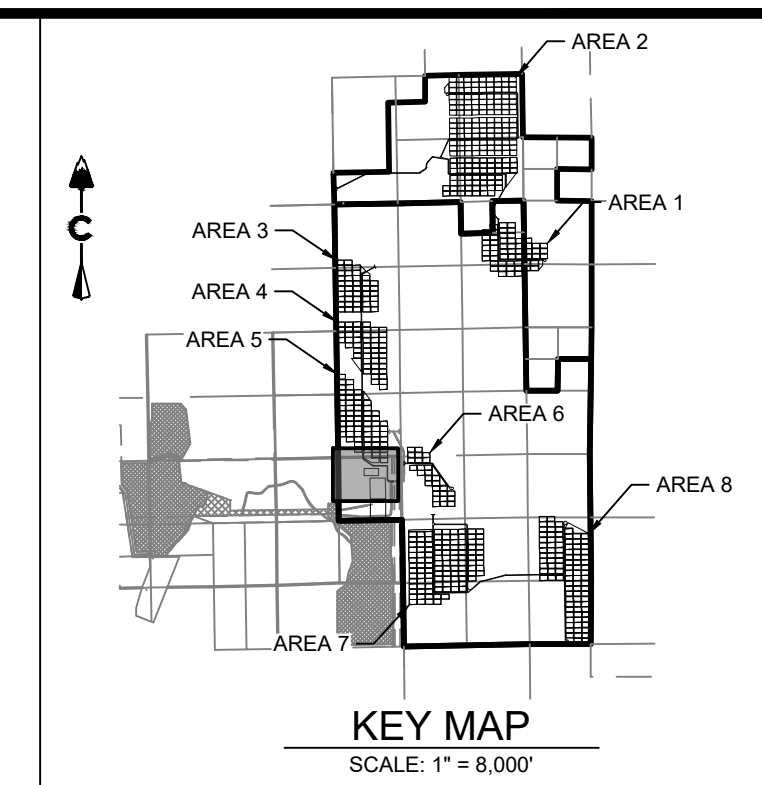 AREA 2
AREA 1
AREA 3
AREA 4
AREA 5
AREA 6
AREA 8
AREA 7
C
KEY MAP
SCALE: 1" = 8,000'